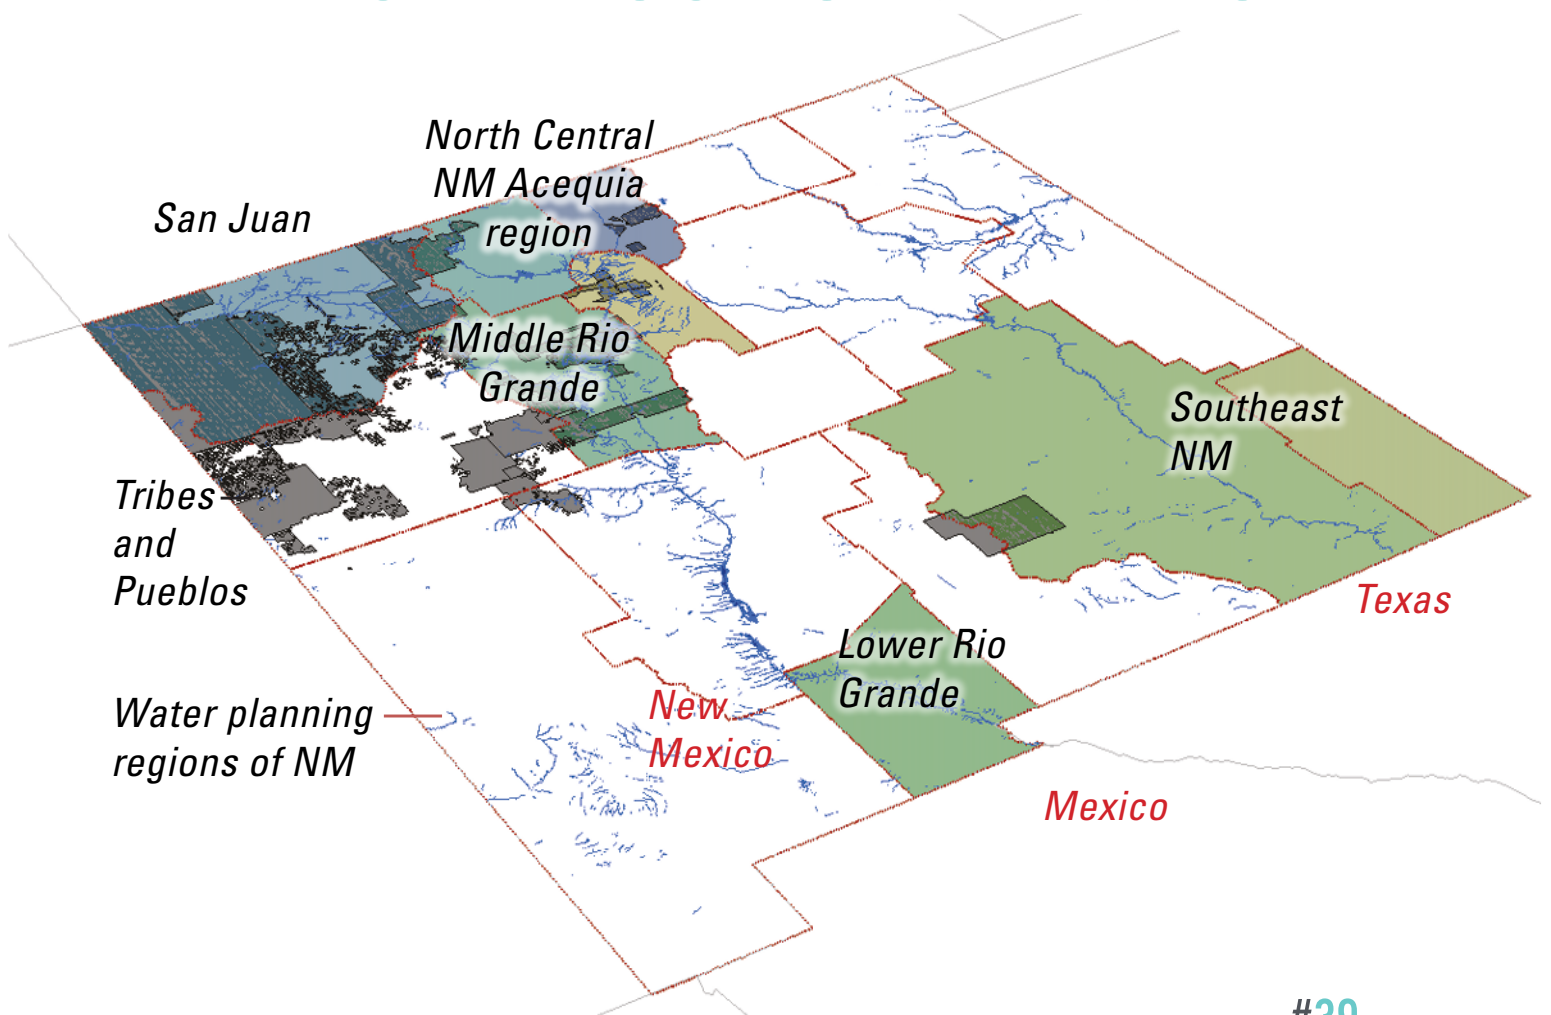 North Central
NM Acequia
region
San Juan
Middle Rio
Grande
Southeast
NM
Tribes
and
Pueblos
Texas
Lower Rio
Grande
Water planning
regions of NM
New
Mexico
Mexico